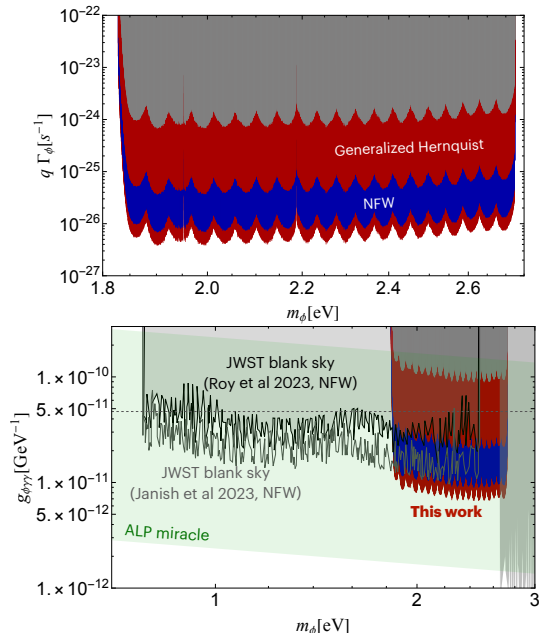 10⁻²²
10⁻²³
10⁻²⁴
10⁻²⁵
10⁻²⁶
10⁻²⁷
q Γ_ϕ[s⁻¹]
Generalized Hernquist
NFW
1.8 2.0 2.2 2.4 2.6
m_ϕ[eV]
JWST blank sky
(Roy et al 2023, NFW)
1. × 10⁻¹⁰
5. × 10⁻¹¹
1. × 10⁻¹¹
5. × 10⁻¹²
1. × 10⁻¹²
g_ϕγγ[GeV⁻¹]
JWST blank sky
(Janish et al 2023, NFW)
This work
ALP miracle
1 2 3
m_ϕ[eV]